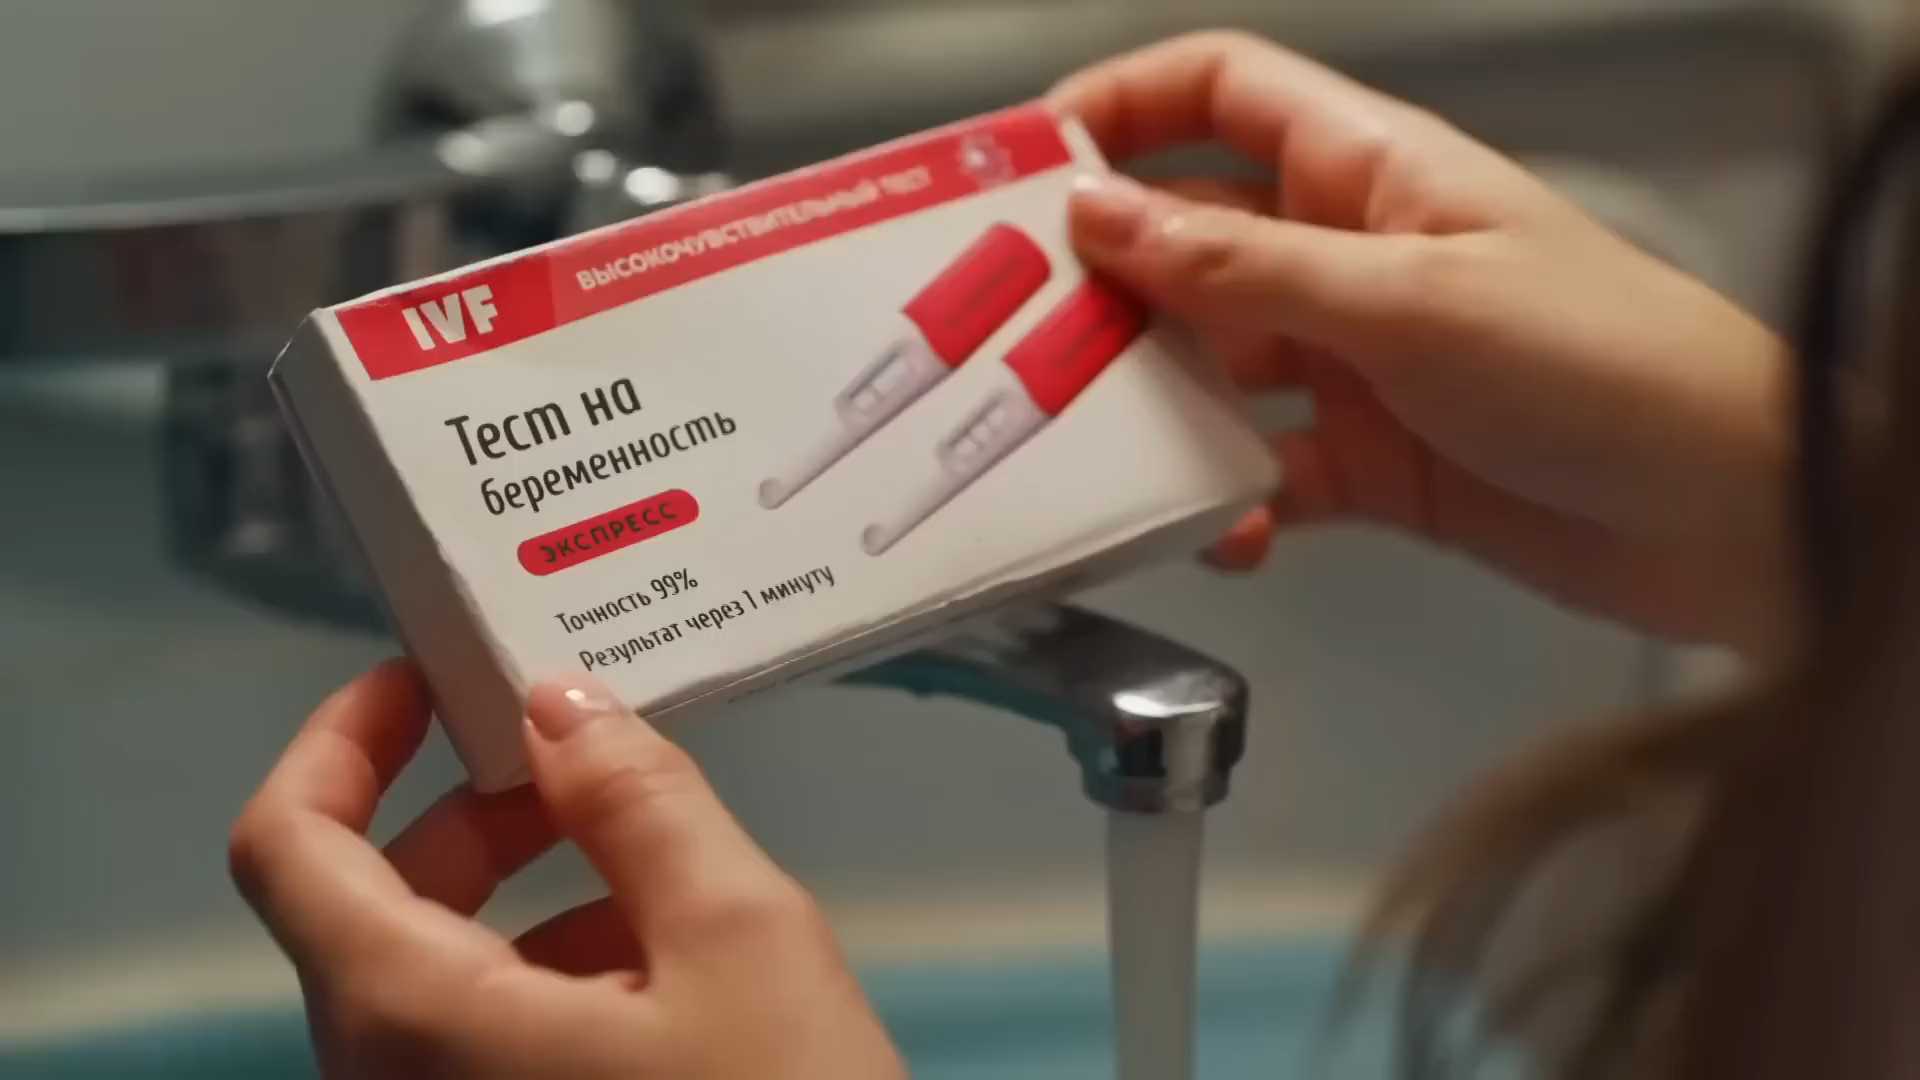 IVF
ВЫСОКОЧУВСТВИТЕЛЬНЫЙ ТЕСТ
Тест на
беременность
ЭКСПРЕСС
Точность 99%
Результат через 1 минуту